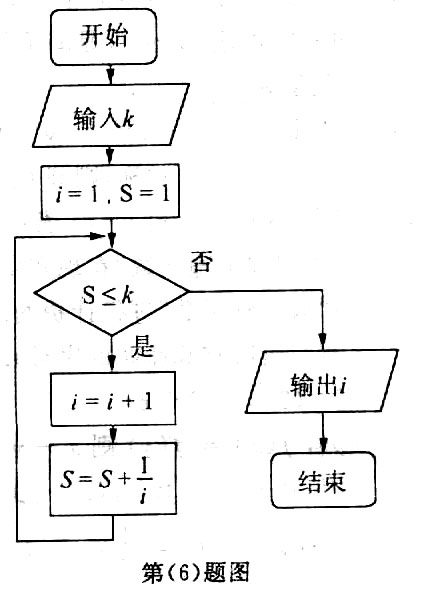 开始
输入k
i = 1 , S = 1
S ≤ k
否
是
i = i + 1
输出i
S = S + 1/i
结束
第(6)题图